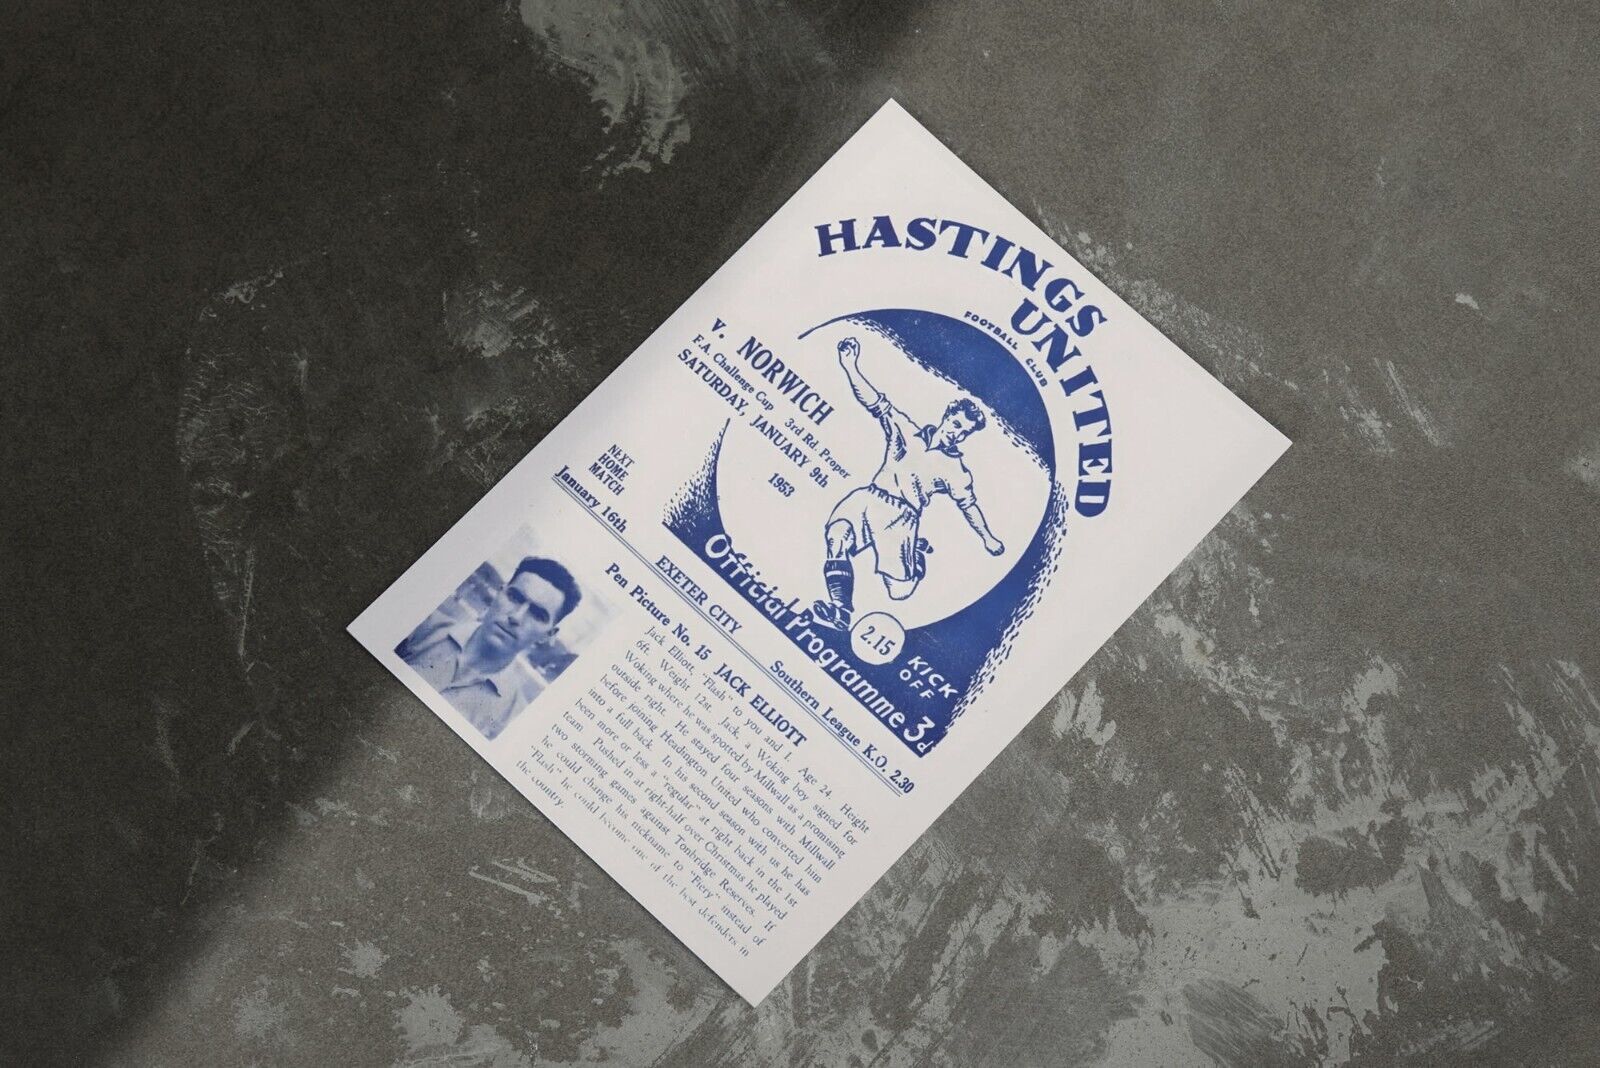 HASTINGS
UNITED
FOOTBALL CLUB
v. NORWICH
F.A. Challenge Cup 3rd Rd. Proper
SATURDAY, JANUARY 9th
1953
Official Programme 3d
2.15
KICK
OFF
NEXT
HOME
MATCH
January 16th EXETER CITY Southern League K.O. 2.30
Pen Picture No. 15 JACK ELLIOTT
Jack Elliott, "Flash" to you and I. Age 24. Height
6ft. Weight 12st. Jack, a Woking boy signed for
Woking where he was spotted by Millwall as a promising
outside right. He stayed four seasons with Millwall
before joining Headington United who converted him
into a full back. In his second season with us he has
been more or less a "regular" at right back in the 1st
team. Pushed in at right-half over Christmas he played
two storming games against Tonbridge Reserves. If
he could change his nickname to "Fiery" instead of
"Flash" he could become one of the best defenders in
the country.